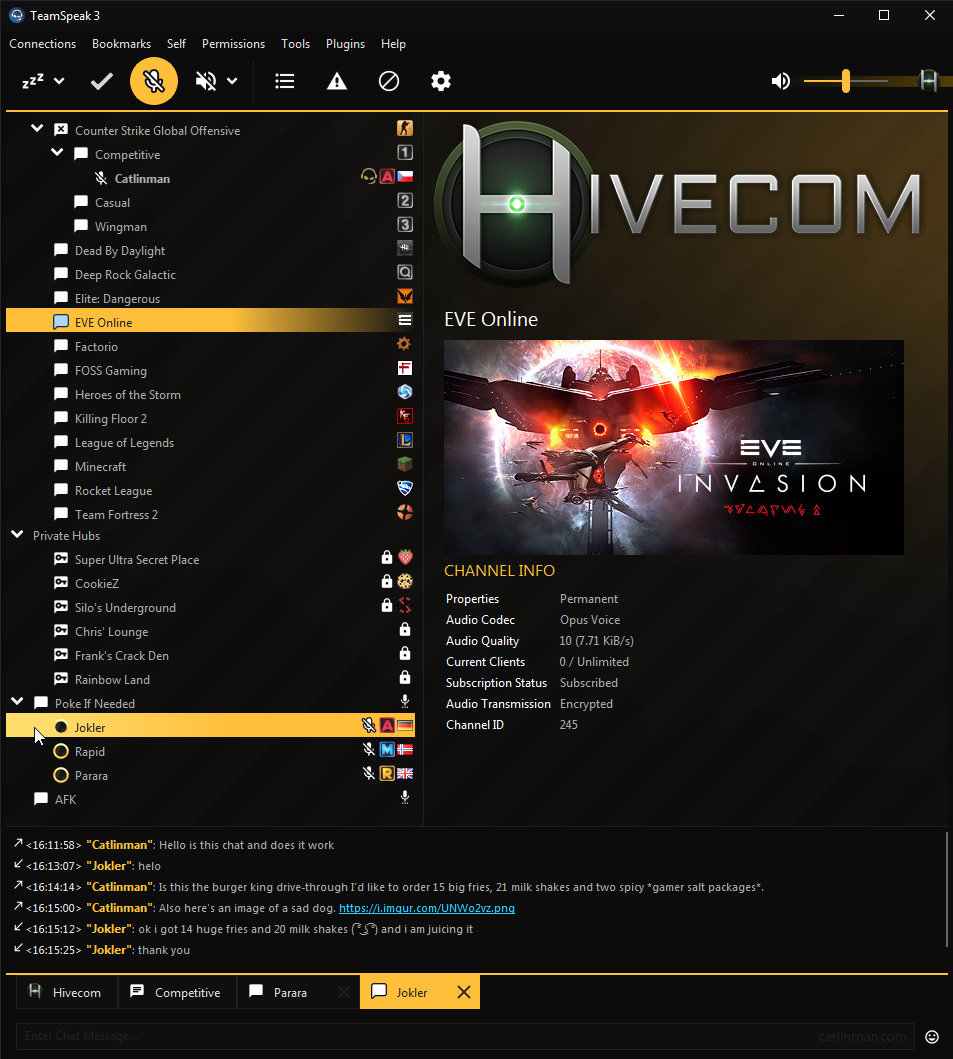 TeamSpeak 3
Connections Bookmarks Self Permissions Tools Plugins Help
zzz
H
Counter Strike Global Offensive
Competitive 1
Catlinman A
Casual 2
Wingman 3
Dead By Daylight
Deep Rock Galactic
Elite: Dangerous
EVE Online
Factorio
FOSS Gaming F
Heroes of the Storm
Killing Floor 2
League of Legends L
Minecraft
Rocket League
Team Fortress 2
Private Hubs
Super Ultra Secret Place
CookieZ
Silo's Underground
Chris' Lounge
Frank's Crack Den
Rainbow Land
Poke If Needed
Jokler A
Rapid M
Parara R
AFK
HIVECOM
EVE Online
EVE
ONLINE
INVASION
CHANNEL INFO
Properties Permanent
Audio Codec Opus Voice
Audio Quality 10 (7.71 KiB/s)
Current Clients 0 / Unlimited
Subscription Status Subscribed
Audio Transmission Encrypted
Channel ID 245
<16:11:58> "Catlinman": Hello is this chat and does it work
<16:13:07> "Jokler": helo
<16:14:14> "Catlinman": Is this the burger king drive-through I'd like to order 15 big fries, 21 milk shakes and two spicy *gamer salt packages*.
<16:15:00> "Catlinman": Also here's an image of a sad dog. https://i.imgur.com/UNWo2vz.png
<16:15:12> "Jokler": ok i got 14 huge fries and 20 milk shakes ( ͡° ͜ʖ ͡°) and i am juicing it
<16:15:25> "Jokler": thank you
Hivecom Competitive Parara Jokler
Enter Chat Message... catlinman.com